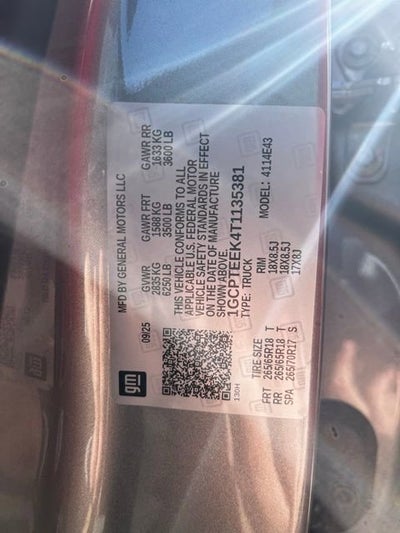 gm
MFD BY GENERAL MOTORS LLC
09/25
GVWR GAWR FRT GAWR RR
2835 KG 1588 KG 1633 KG
6250 LB 3500 LB 3600 LB
THIS VEHICLE CONFORMS TO ALL
APPLICABLE U.S. FEDERAL MOTOR
VEHICLE SAFETY STANDARDS IN EFFECT
ON THE DATE OF MANUFACTURE
SHOWN ABOVE.
1GCPTEEK4T1135381
TYPE: TRUCK MODEL: 4114E43
130H
TIRE SIZE RIM
FRT 265/65R18 T 18X8.5J
RR 265/65R18 T 18X8.5J
SPA 265/70R17 S 17X8J